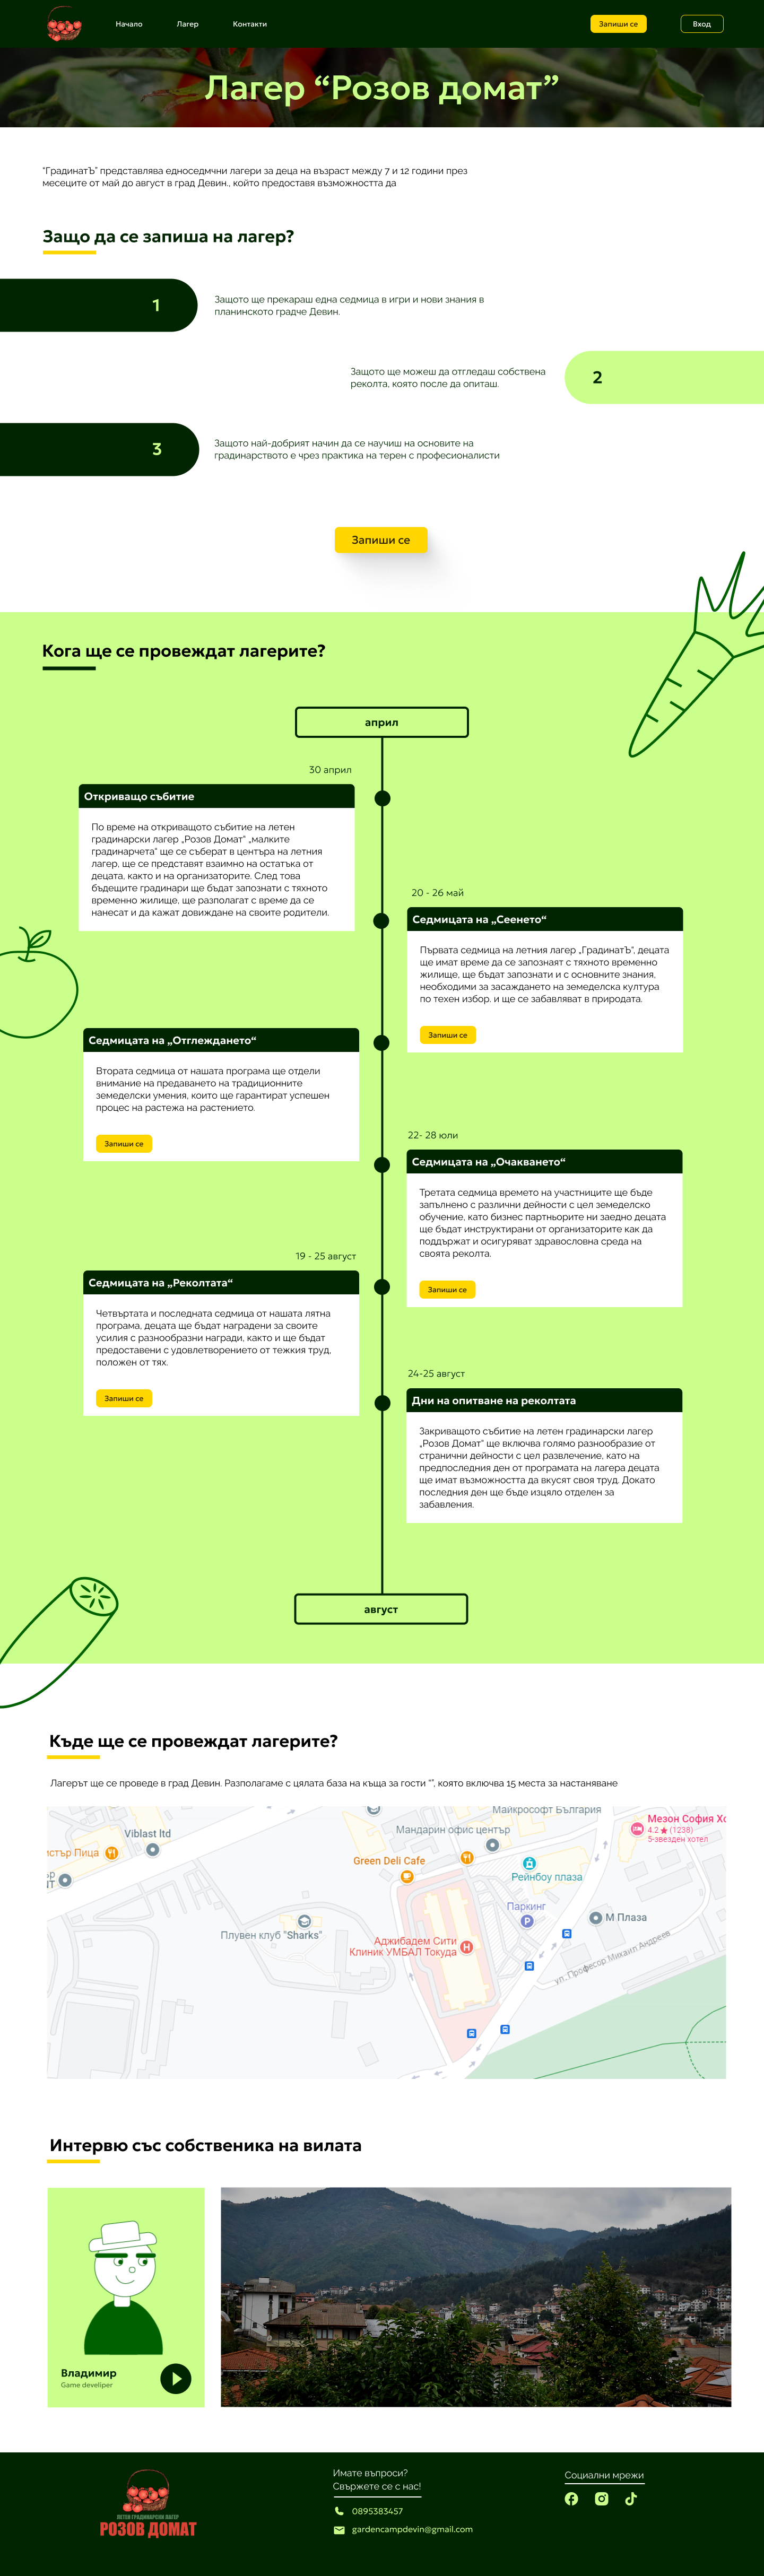 Начало
Лагер
Контакти
Запиши се
Вход
Лагер “Розов домат”
“ГрадинатЪ” представлява едноседмчни лагери за деца на възраст между 7 и 12 години през
месеците от май до август в град Девин., който предоставя възможността да
Защо да се запиша на лагер?
1
Защото ще прекараш една седмица в игри и нови знания в
планинското градче Девин.
Защото ще можеш да отгледаш собствена
реколта, която после да опиташ.
2
3
Защото най-добрият начин да се научиш на основите на
градинарството е чрез практика на терен с професионалисти
Запиши се
Кога ще се провеждат лагерите?
април
30 април
Откриващо събитие
По време на откриващото събитие на летен
градинарски лагер „Розов Домат“ „малките
градинарчета“ ще се съберат в центъра на летния
лагер, ще се представят взаимно на остатъка от
децата, както и на организаторите. След това
бъдещите градинари ще бъдат запознати с тяхното
временно жилище, ще разполагат с време да се
нанесат и да кажат довиждане на своите родители.
20 - 26 май
Седмицата на „Сеенето“
Първата седмица на летния лагер „ГрадинатЪ“, децата
ще имат време да се запознаят с тяхното временно
жилище, ще бъдат запознати и с основните знания,
необходими за засаждането на земеделска култура
по техен избор. и ще се забавляват в природата.
Запиши се
Седмицата на „Отглеждането“
Втората седмица от нашата програма ще отдели
внимание на предаването на традиционните
земеделски умения, които ще гарантират успешен
процес на растежа на растението.
Запиши се
22- 28 юли
Седмицата на „Очакването“
Третата седмица времето на участниците ще бъде
запълнено с различни дейности с цел земеделско
обучение, като бизнес партньорите ни заедно децата
ще бъдат инструктирани от организаторите как да
поддържат и осигуряват здравословна среда на
своята реколта.
Запиши се
19 - 25 август
Седмицата на „Реколтата“
Четвъртата и последната седмица от нашата лятна
програма, децата ще бъдат наградени за своите
усилия с разнообразни награди, както и ще бъдат
предоставени с удовлетворението от тежкия труд,
положен от тях.
Запиши се
24-25 август
Дни на опитване на реколтата
Закриващото събитие на летен градинарски лагер
„Розов Домат“ ще включва голямо разнообразие от
странични дейности с цел развлечение, като на
предпоследния ден от програмата на лагера децата
ще имат възможността да вкусят своя труд. Докато
последния ден ще бъде изцяло отделен за
забавления.
август
Къде ще се провеждат лагерите?
Лагерът ще се проведе в град Девин. Разполагаме с цялата база на къща за гости “”, която включва 15 места за настаняване
Майкрософт България
Мезон София Хо
4.2 ★ (1238)
5-звезден хотел
Viblast ltd
Мандарин офис център
истър Пица
Green Deli Cafe
Рейнбоу плаза
Паркинг
P
М Плаза
Плувен клуб "Sharks"
Аджибадем Сити
Клиник УМБАЛ Токуда
H
ул. Професор Михаил Андреев
Интервю със собственика на вилата
Владимир
Game develiper
ЛЕТЕН ГРАДИНАРСКИ ЛАГЕР
РОЗОВ ДОМАТ
Имате въпроси?
Свържете се с нас!
0895383457
gardencampdevin@gmail.com
Социални мрежи